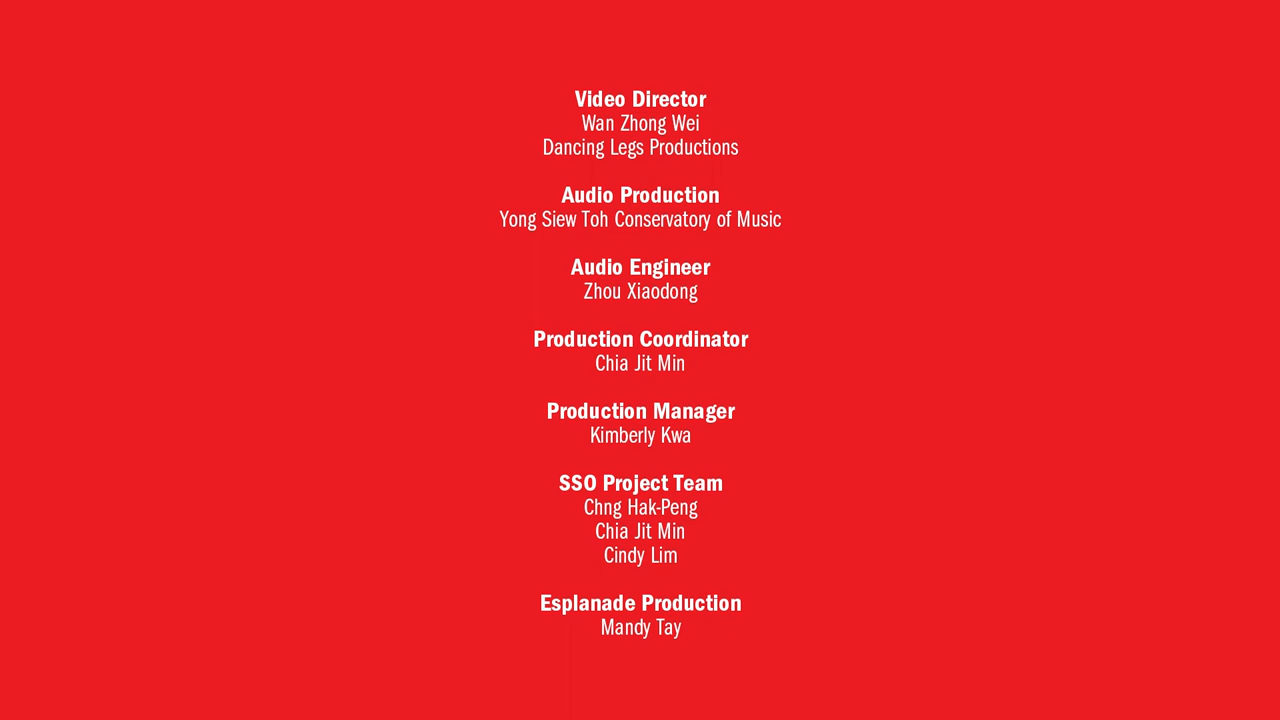 Video Director
Wan Zhong Wei
Dancing Legs Productions
Audio Production
Yong Siew Toh Conservatory of Music
Audio Engineer
Zhou Xiaodong
Production Coordinator
Chia Jit Min
Production Manager
Kimberly Kwa
SSO Project Team
Chng Hak-Peng
Chia Jit Min
Cindy Lim
Esplanade Production
Mandy Tay